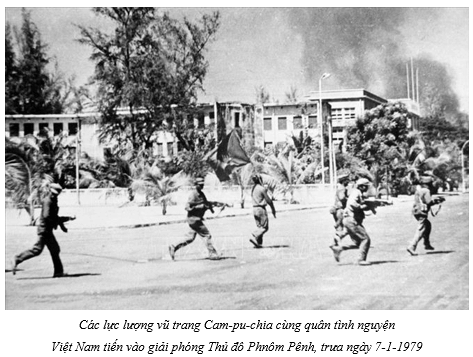 Các lực lượng vũ trang Cam-pu-chia cùng quân tình nguyện
Việt Nam tiến vào giải phóng Thủ đô Phnôm Pênh, trưa ngày 7-1-1979